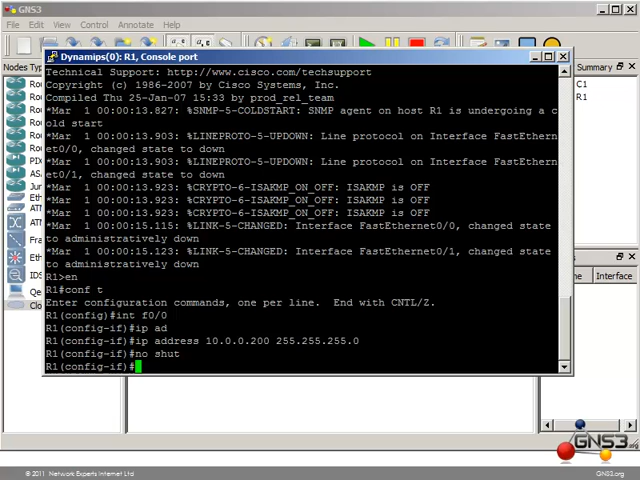 GNS3
File Edit View Control Annotate Help
Nodes Types
Dynamips(0): R1, Console port
Summary
C1
R1
Technical Support: http://www.cisco.com/techsupport
Copyright (c) 1986-2007 by Cisco Systems, Inc.
Compiled Thu 25-Jan-07 15:33 by prod_rel_team
*Mar  1 00:00:13.827: %SNMP-5-COLDSTART: SNMP agent on host R1 is undergoing a c
old start
*Mar  1 00:00:13.903: %LINEPROTO-5-UPDOWN: Line protocol on Interface FastEthern
et0/0, changed state to down
*Mar  1 00:00:13.903: %LINEPROTO-5-UPDOWN: Line protocol on Interface FastEthern
et0/1, changed state to down
*Mar  1 00:00:13.923: %CRYPTO-6-ISAKMP_ON_OFF: ISAKMP is OFF
*Mar  1 00:00:13.923: %CRYPTO-6-ISAKMP_ON_OFF: ISAKMP is OFF
*Mar  1 00:00:13.923: %CRYPTO-6-ISAKMP_ON_OFF: ISAKMP is OFF
*Mar  1 00:00:15.115: %LINK-5-CHANGED: Interface FastEthernet0/0, changed state
to administratively down
*Mar  1 00:00:15.123: %LINK-5-CHANGED: Interface FastEthernet0/1, changed state
to administratively down
R1>en
R1#conf t
Enter configuration commands, one per line.  End with CNTL/Z.
R1(config)#int f0/0
R1(config-if)#ip ad
R1(config-if)#ip address 10.0.0.200 255.255.255.0
R1(config-if)#no shut
R1(config-if)#
Interface
GNS3
.org
© 2011 Network Experts Internet Ltd
www.GNS3.org